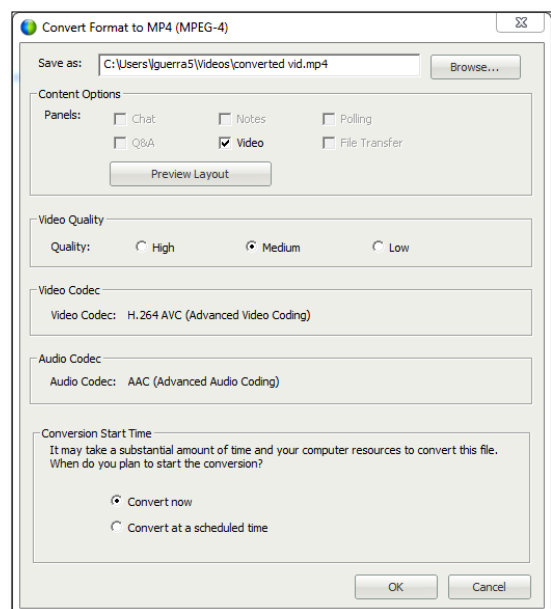 Convert Format to MP4 (MPEG-4)
Save as: C:\Users\lguerra5\Videos\converted vid.mp4 Browse...
Content Options
Panels: Chat Notes Polling
Q&A Video File Transfer
Preview Layout
Video Quality
Quality: High Medium Low
Video Codec
Video Codec: H.264 AVC (Advanced Video Coding)
Audio Codec
Audio Codec: AAC (Advanced Audio Coding)
Conversion Start Time
It may take a substantial amount of time and your computer resources to convert this file.
When do you plan to start the conversion?
Convert now
Convert at a scheduled time
OK Cancel